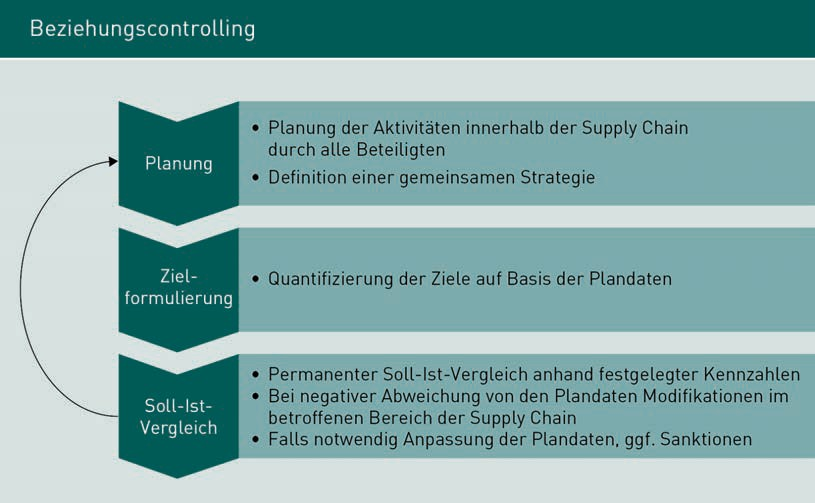 Beziehungscontrolling
Planung
• Planung der Aktivitäten innerhalb der Supply Chain
durch alle Beteiligten
• Definition einer gemeinsamen Strategie
Ziel-
formulierung
• Quantifizierung der Ziele auf Basis der Plandaten
Soll-Ist-
Vergleich
• Permanenter Soll-Ist-Vergleich anhand festgelegter Kennzahlen
• Bei negativer Abweichung von den Plandaten Modifikationen im
betroffenen Bereich der Supply Chain
• Falls notwendig Anpassung der Plandaten, ggf. Sanktionen